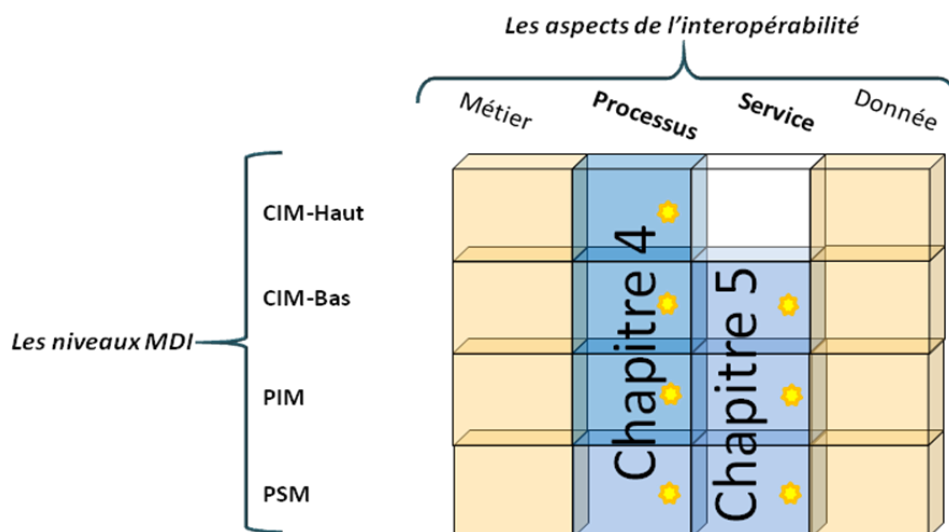 Les aspects de l'interopérabilité
Métier
Processus
Service
Donnée
CIM-Haut
CIM-Bas
Les niveaux MDI
PIM
PSM
Chapitre 4
Chapitre 5